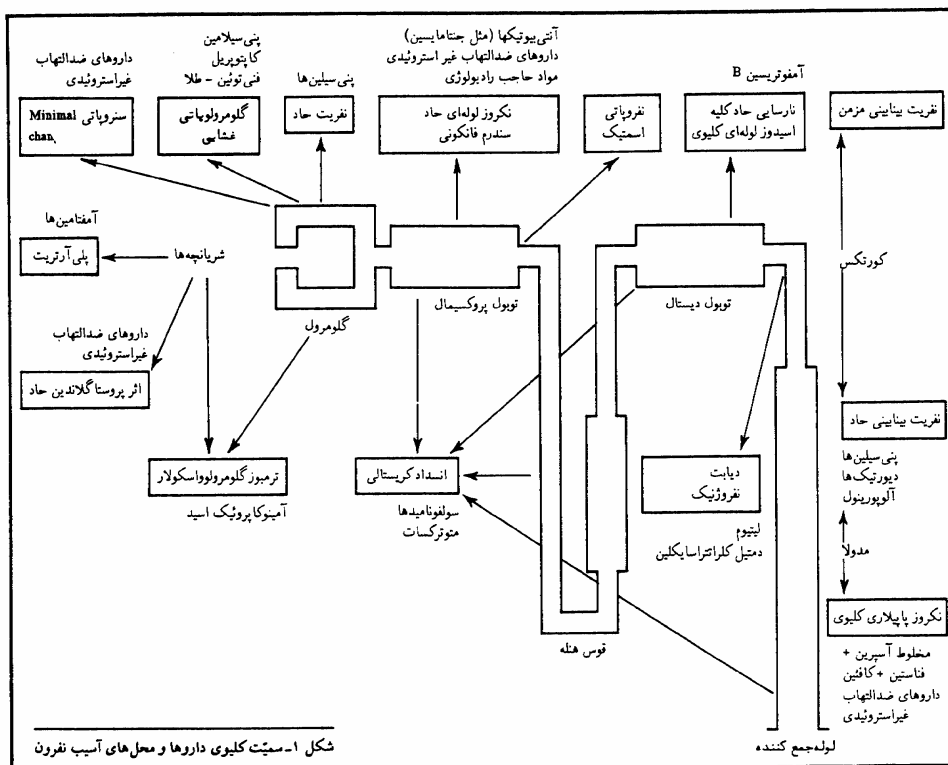 داروهای ضدالتهاب
غیراستروئیدی
سنروپاتی Minimal
chan
پنی‌سیلامین
کاپتوپریل
فنی‌توئین - طلا
گلومرولوپاتی
غشایی
پنی‌سیلین‌ها
نفریت حاد
آنتی‌بیوتیکها (مثل جنتامایسین)
داروهای ضدالتهاب غیر استروئیدی
مواد حاجب رادیولوژی
نکروز لوله‌ای حاد
سندرم فانکونی
نفروپاتی
اسمتیک
آمفوتریسین B
نارسایی حاد کلیه
اسیدوز لوله‌ای کلیوی
نفریت بینابینی مزمن
آمفتامین‌ها
پلی‌آرتریت
شریانچه‌ها
داروهای ضدالتهاب
غیراستروئیدی
اثر پروستاگلاندین حاد
گلومرول
توبول پروکسیمال
توبول دیستال
کورتکس
ترمبوز گلومرولوواسکولار
آمینوکاپروئیک اسید
انسداد کریستالی
سولفونامیدها
متوترکسات
دیابت
نفروژنیک
لیتیوم
دمتیل کلرتتراسایکلین
نفریت بینابینی حاد
پنی‌سیلین‌ها
دیورتیک‌ها
آلوپورینول
مدولا
نکروز پاپیلاری کلیوی
مخلوط آسپرین +
فناستین + کافئین
داروهای ضدالتهاب
غیراستروئیدی
قوس هنله
لوله جمع کننده
شکل ۱ـ سمیّت کلیوی داروها و محل‌های آسیب نفرون